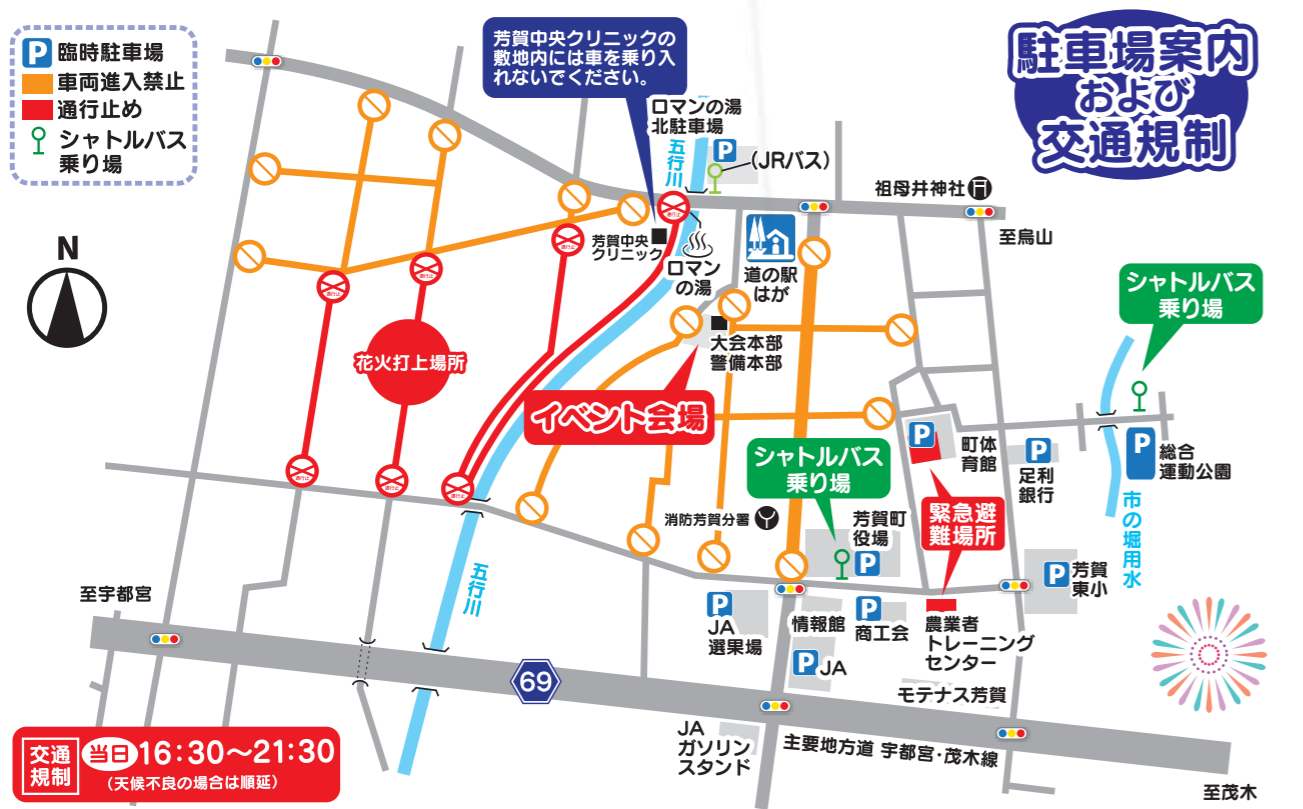 駐車場案内
および
交通規制
P 臨時駐車場
車両進入禁止
通行止め
シャトルバス
乗り場
芳賀中央クリニックの
敷地内には車を乗り入
れないでください。
ロマンの湯
北駐車場
P
(JRバス)
五行川
祖母井神社
至烏山
N
芳賀中央
クリニック
ロマン
の湯
道の駅
はが
シャトルバス
乗り場
大会本部
警備本部
花火打上場所
イベント会場
P
町体
育館
P
足利
銀行
P
総合
運動公園
シャトルバス
乗り場
市の堀用水
消防芳賀分署
芳賀町
役場
P
緊急避
難場所
五行川
P
芳賀
東小
至宇都宮
P
JA
選果場
情報館
P
商工会
農業者
トレーニング
センター
P JA
69
モテナス芳賀
JA
ガソリン
スタンド
主要地方道 宇都宮・茂木線
至茂木
交通
規制
当日 16:30〜21:30
(天候不良の場合は順延)